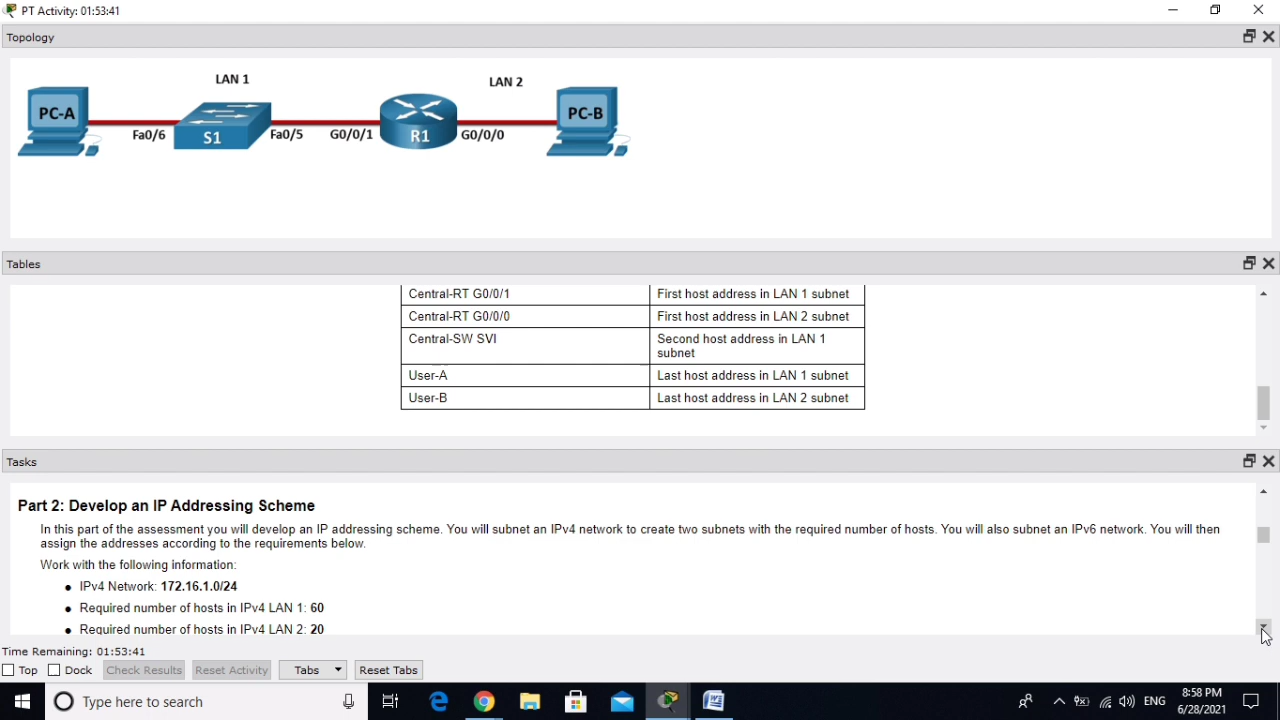 PT Activity: 01:53:41
Topology
LAN 1
LAN 2
PC-A
PC-B
Fa0/6
S1
Fa0/5
G0/0/1
R1
G0/0/0
Tables
Central-RT G0/0/1
First host address in LAN 1 subnet
Central-RT G0/0/0
First host address in LAN 2 subnet
Central-SW SVI
Second host address in LAN 1
subnet
User-A
Last host address in LAN 1 subnet
User-B
Last host address in LAN 2 subnet
Tasks
Part 2: Develop an IP Addressing Scheme
In this part of the assessment you will develop an IP addressing scheme. You will subnet an IPv4 network to create two subnets with the required number of hosts. You will also subnet an IPv6 network. You will then
assign the addresses according to the requirements below.
Work with the following information:
• IPv4 Network: 172.16.1.0/24
• Required number of hosts in IPv4 LAN 1: 60
• Required number of hosts in IPv4 LAN 2: 20
Time Remaining: 01:53:41
Top Dock Check Results Reset Activity Tabs Reset Tabs
Type here to search
ENG
8:58 PM
6/28/2021